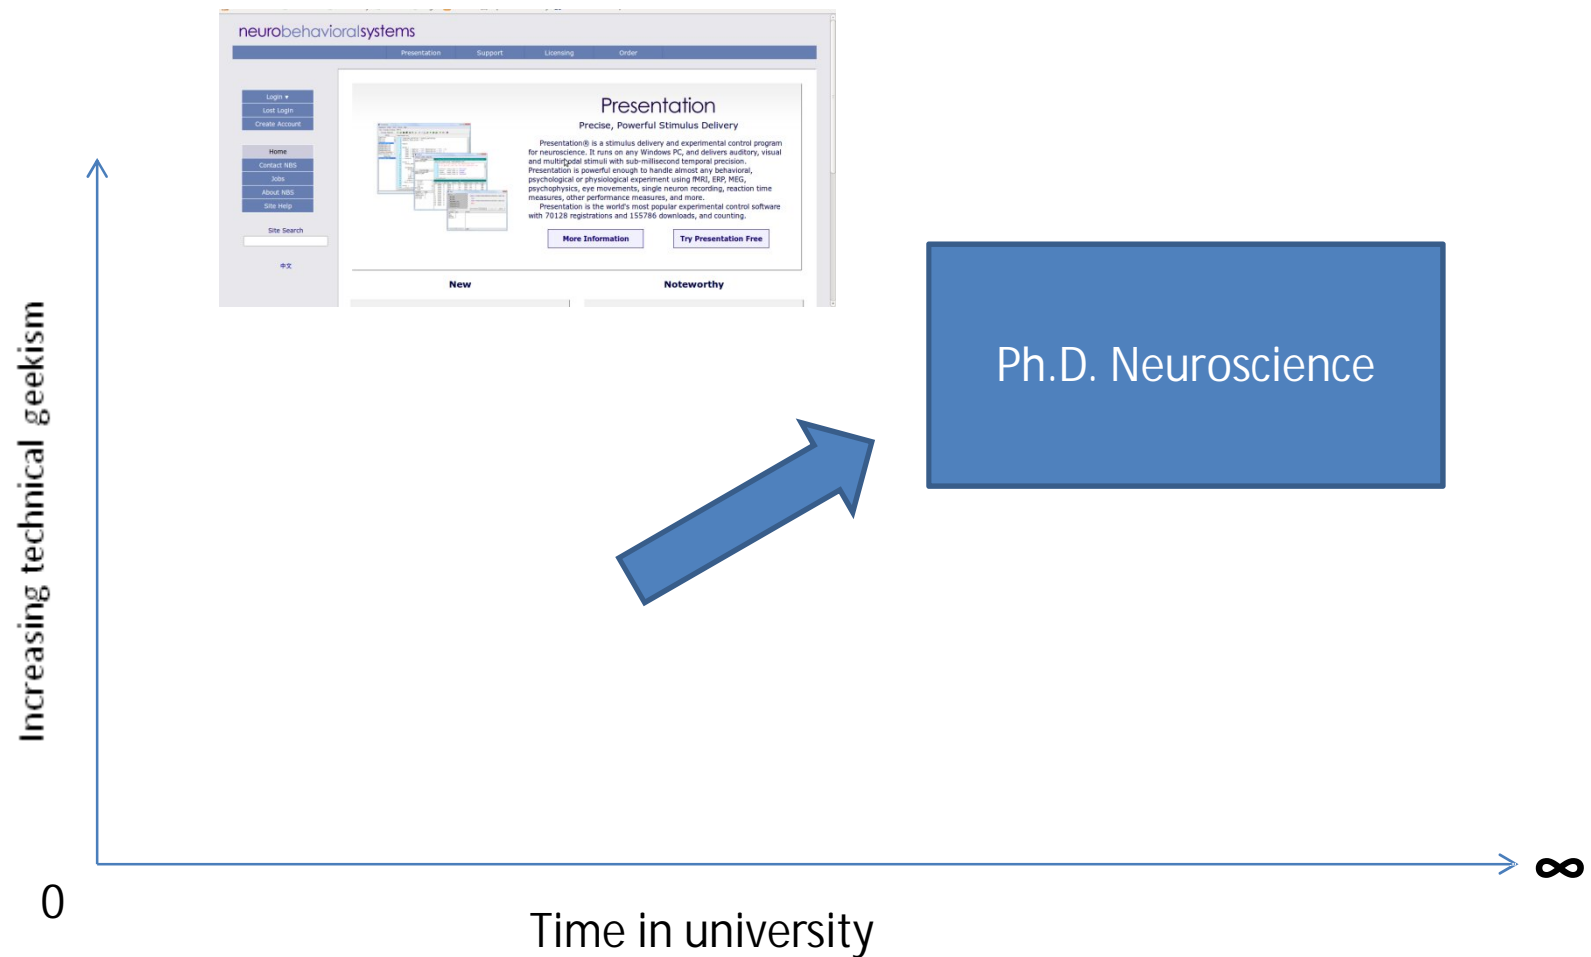 neurobehavioralsystems
Presentation Support Licensing Order
Login ▾
Lost Login
Create Account
Home
Contact NBS
Jobs
About NBS
Site Help
Site Search
中文
Presentation
Precise, Powerful Stimulus Delivery
Presentation® is a stimulus delivery and experimental control program
for neuroscience. It runs on any Windows PC, and delivers auditory, visual
and multimodal stimuli with sub-millisecond temporal precision.
Presentation is powerful enough to handle almost any behavioral,
psychological or physiological experiment using fMRI, ERP, MEG,
psychophysics, eye movements, single neuron recording, reaction time
measures, other performance measures, and more.
Presentation is the world's most popular experimental control software
with 70128 registrations and 155786 downloads, and counting.
More Information Try Presentation Free
New Noteworthy
Ph.D. Neuroscience
Increasing technical geekism
0
Time in university
∞